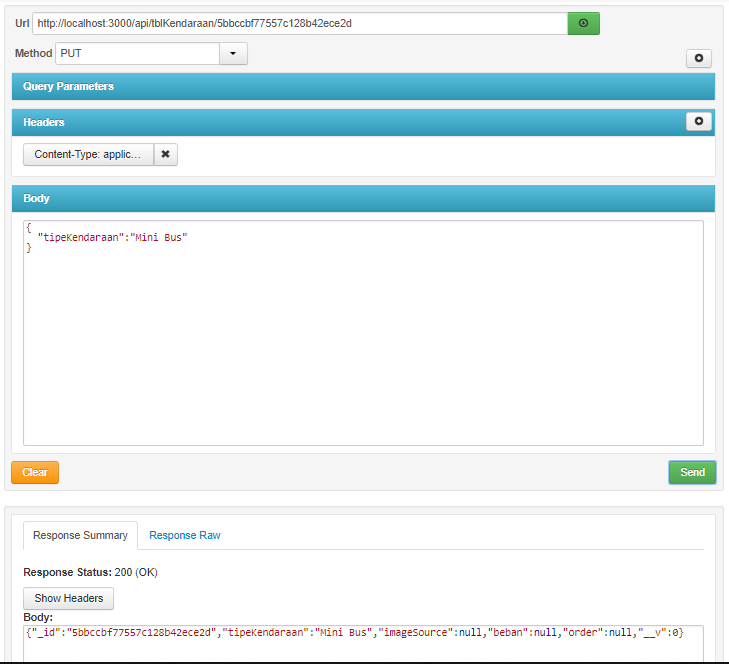 Url http://localhost:3000/api/tblKendaraan/5bbccbf77557c128b42ece2d
Method PUT
Query Parameters
Headers
Content-Type: applic...
Body
{
"tipeKendaraan":"Mini Bus"
}
Clear Send
Response Summary Response Raw
Response Status: 200 (OK)
Show Headers
Body:
{"_id":"5bbccbf77557c128b42ece2d","tipeKendaraan":"Mini Bus","imageSource":null,"beban":null,"order":null,"__v":0}